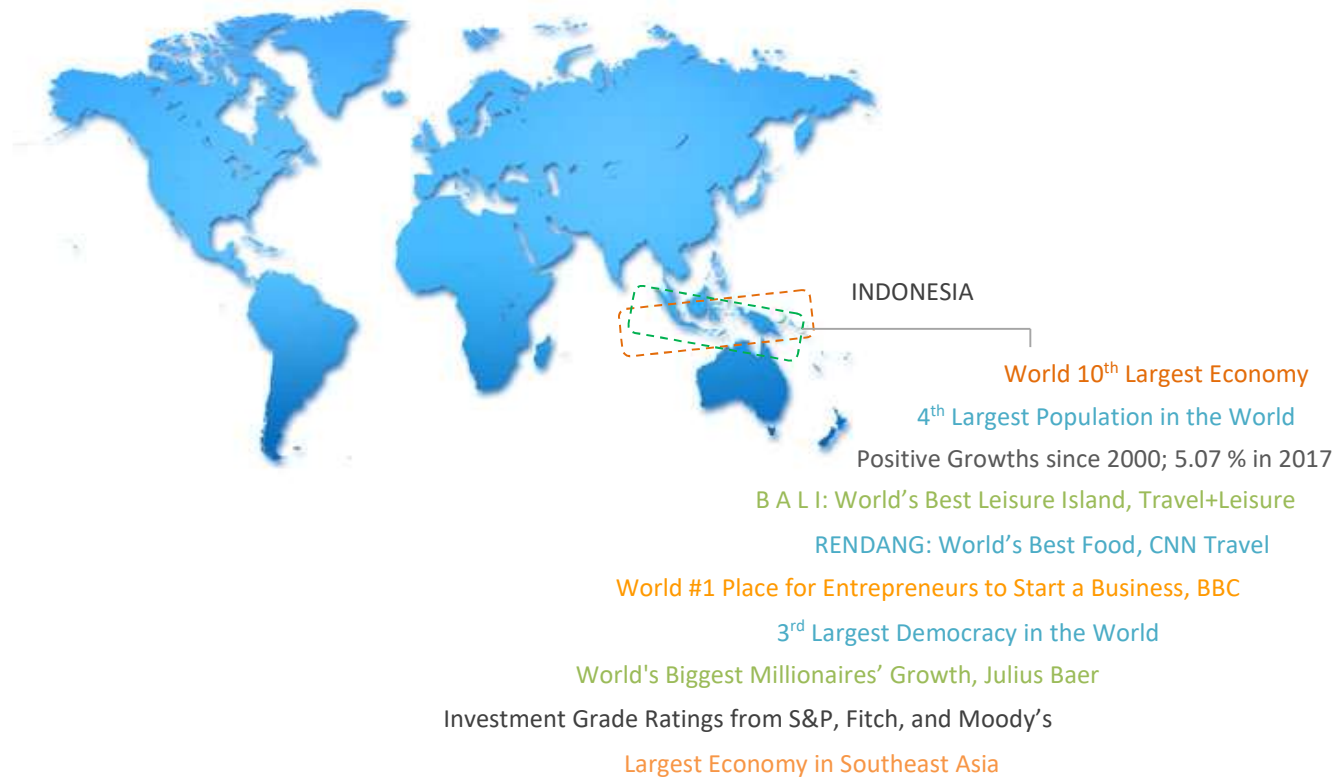 INDONESIA
World 10th Largest Economy
4th Largest Population in the World
Positive Growths since 2000; 5.07 % in 2017
B A L I: World’s Best Leisure Island, Travel+Leisure
RENDANG: World’s Best Food, CNN Travel
World #1 Place for Entrepreneurs to Start a Business, BBC
3rd Largest Democracy in the World
World's Biggest Millionaires’ Growth, Julius Baer
Investment Grade Ratings from S&P, Fitch, and Moody’s
Largest Economy in Southeast Asia